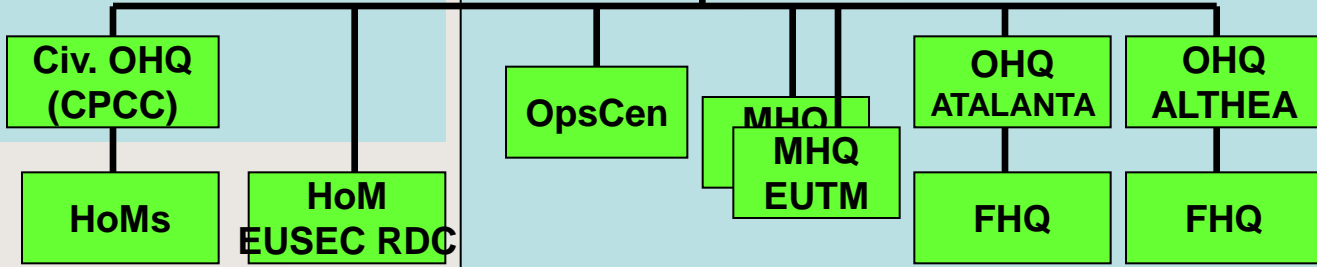 Civ. OHQ
(CPCC)
OpsCen
MHQ
MHQ
EUTM
OHQ
ATALANTA
OHQ
ALTHEA
HoMs
HoM
EUSEC RDC
FHQ
FHQ